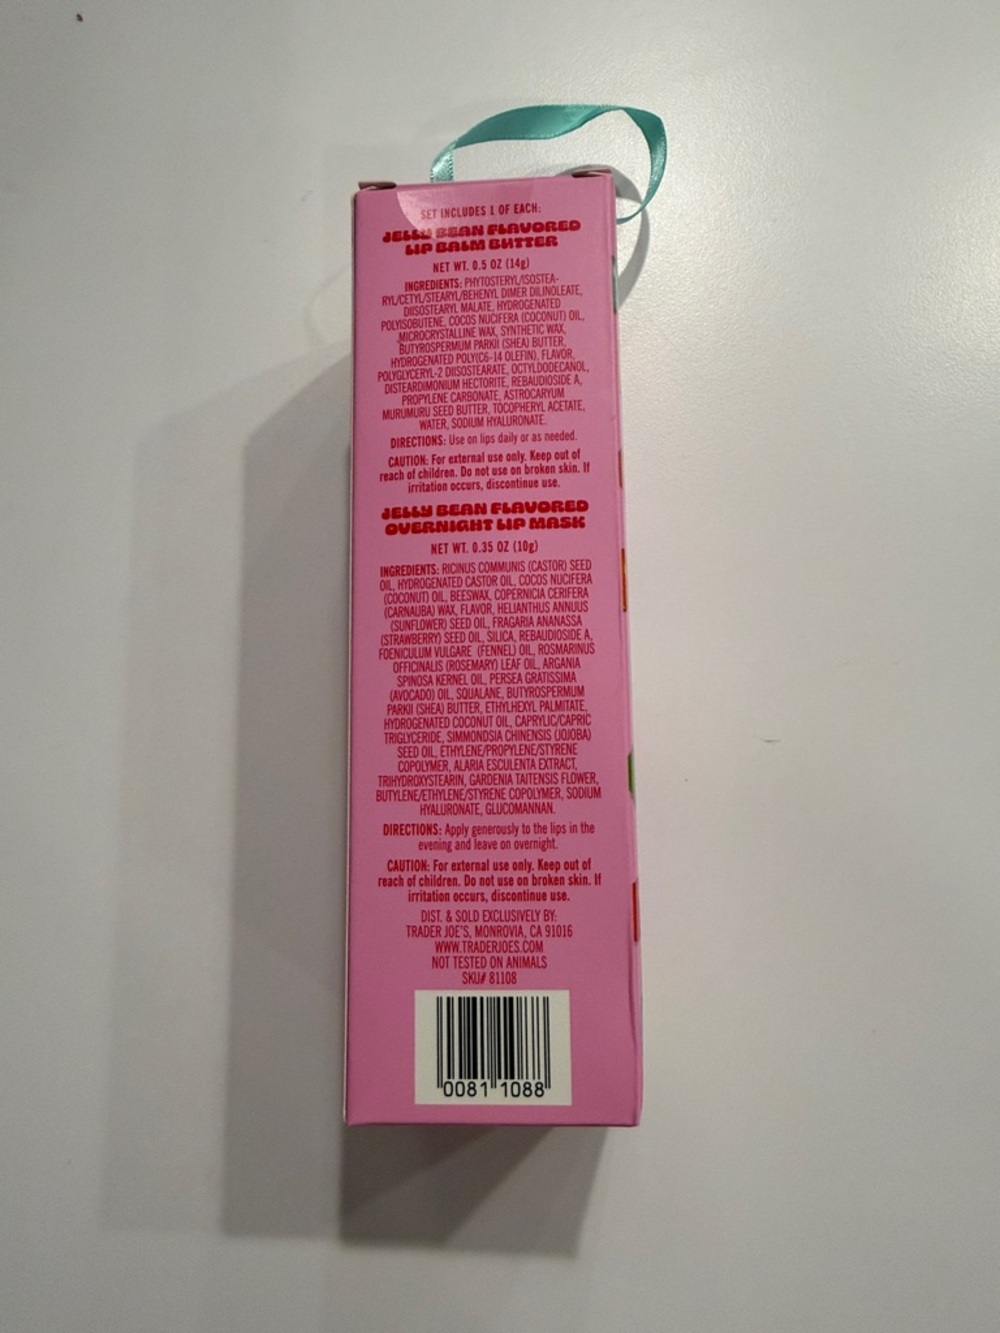 SET INCLUDES 1 OF EACH:
JELLY BEAN FLAVORED
LIP BALM BUTTER
NET WT. 0.5 OZ (14g)
INGREDIENTS: PHYTOSTERYL/ISOSTEA-
RYL/CETYL/STEARYL/BEHENYL DIMER DILINOLEATE,
DIISOSTEARYL MALATE, HYDROGENATED
POLYISOBUTENE, COCOS NUCIFERA (COCONUT) OIL,
MICROCRYSTALLINE WAX, SYNTHETIC WAX,
BUTYROSPERMUM PARKII (SHEA) BUTTER,
HYDROGENATED POLY(C6-14 OLEFIN), FLAVOR,
POLYGLYCERYL-2 DIISOSTEARATE, OCTYLDODECANOL,
DISTEARDIMONIUM HECTORITE, REBAUDIOSIDE A,
PROPYLENE CARBONATE, ASTROCARYUM
MURUMURU SEED BUTTER, TOCOPHERYL ACETATE,
WATER, SODIUM HYALURONATE.
DIRECTIONS: Use on lips daily or as needed.
CAUTION: For external use only. Keep out of
reach of children. Do not use on broken skin. If
irritation occurs, discontinue use.
JELLY BEAN FLAVORED
OVERNIGHT LIP MASK
NET WT. 0.35 OZ (10g)
INGREDIENTS: RICINUS COMMUNIS (CASTOR) SEED
OIL, HYDROGENATED CASTOR OIL, COCOS NUCIFERA
(COCONUT) OIL, BEESWAX, COPERNICIA CERIFERA
(CARNAUBA) WAX, FLAVOR, HELIANTHUS ANNUUS
(SUNFLOWER) SEED OIL, FRAGARIA ANANASSA
(STRAWBERRY) SEED OIL, SILICA, REBAUDIOSIDE A,
FOENICULUM VULGARE (FENNEL) OIL, ROSMARINUS
OFFICINALIS (ROSEMARY) LEAF OIL, ARGANIA
SPINOSA KERNEL OIL, PERSEA GRATISSIMA
(AVOCADO) OIL, SQUALANE, BUTYROSPERMUM
PARKII (SHEA) BUTTER, ETHYLHEXYL PALMITATE,
HYDROGENATED COCONUT OIL, CAPRYLIC/CAPRIC
TRIGLYCERIDE, SIMMONDSIA CHINENSIS (JOJOBA)
SEED OIL, ETHYLENE/PROPYLENE/STYRENE
COPOLYMER, ALARIA ESCULENTA EXTRACT,
TRIHYDROXYSTEARIN, GARDENIA TAITENSIS FLOWER,
BUTYLENE/ETHYLENE/STYRENE COPOLYMER, SODIUM
HYALURONATE, GLUCOMANNAN.
DIRECTIONS: Apply generously to the lips in the
evening and leave on overnight.
CAUTION: For external use only. Keep out of
reach of children. Do not use on broken skin. If
irritation occurs, discontinue use.
DIST. & SOLD EXCLUSIVELY BY:
TRADER JOE'S, MONROVIA, CA 91016
WWW.TRADERJOES.COM
NOT TESTED ON ANIMALS
SKU# 81108
0081 1088